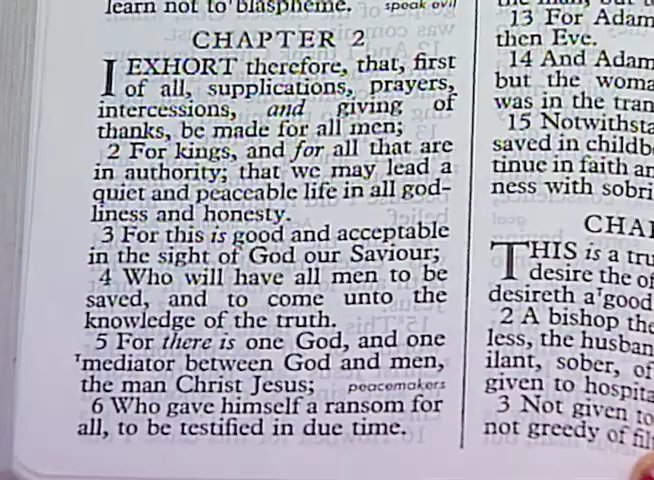 learn not to blaspheme. speak evil
CHAPTER 2
I EXHORT therefore, that, first
of all, supplications, prayers,
intercessions, and giving of
thanks, be made for all men;
2 For kings, and for all that are
in authority; that we may lead a
quiet and peaceable life in all god-
liness and honesty.
3 For this is good and acceptable
in the sight of God our Saviour;
4 Who will have all men to be
saved, and to come unto the
knowledge of the truth.
5 For there is one God, and one
'mediator between God and men,
the man Christ Jesus; peacemakers
6 Who gave himself a ransom for
all, to be testified in due time.
13 For Adam
then Eve.
14 And Adam
but the woma
was in the tran
15 Notwithsta
saved in childb
tinue in faith an
ness with sobri
CHA
THIS is a tru
desire the of
desireth a 'good
2 A bishop the
less, the husban
ilant, sober, of
given to hospita
3 Not given to
not greedy of fil